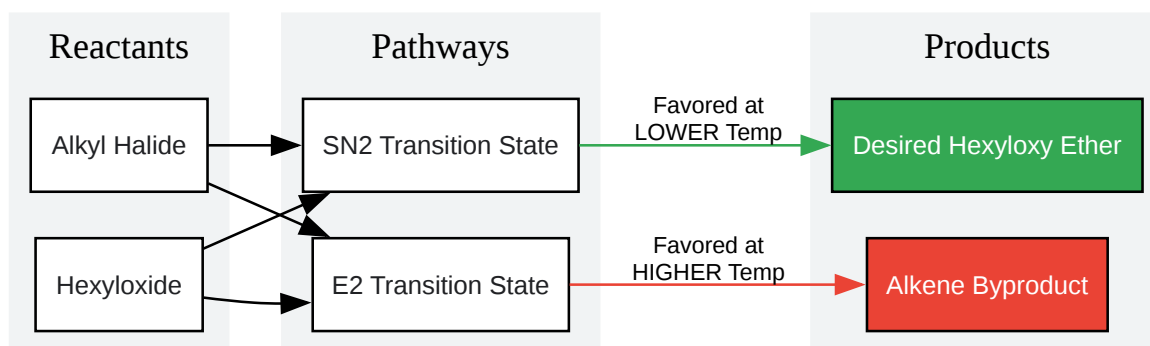 Reactants
Pathways
Products
Alkyl Halide
SN2 Transition State
Favored at
LOWER Temp
Desired Hexyloxy Ether
Hexyloxide
E2 Transition State
Favored at
HIGHER Temp
Alkene Byproduct